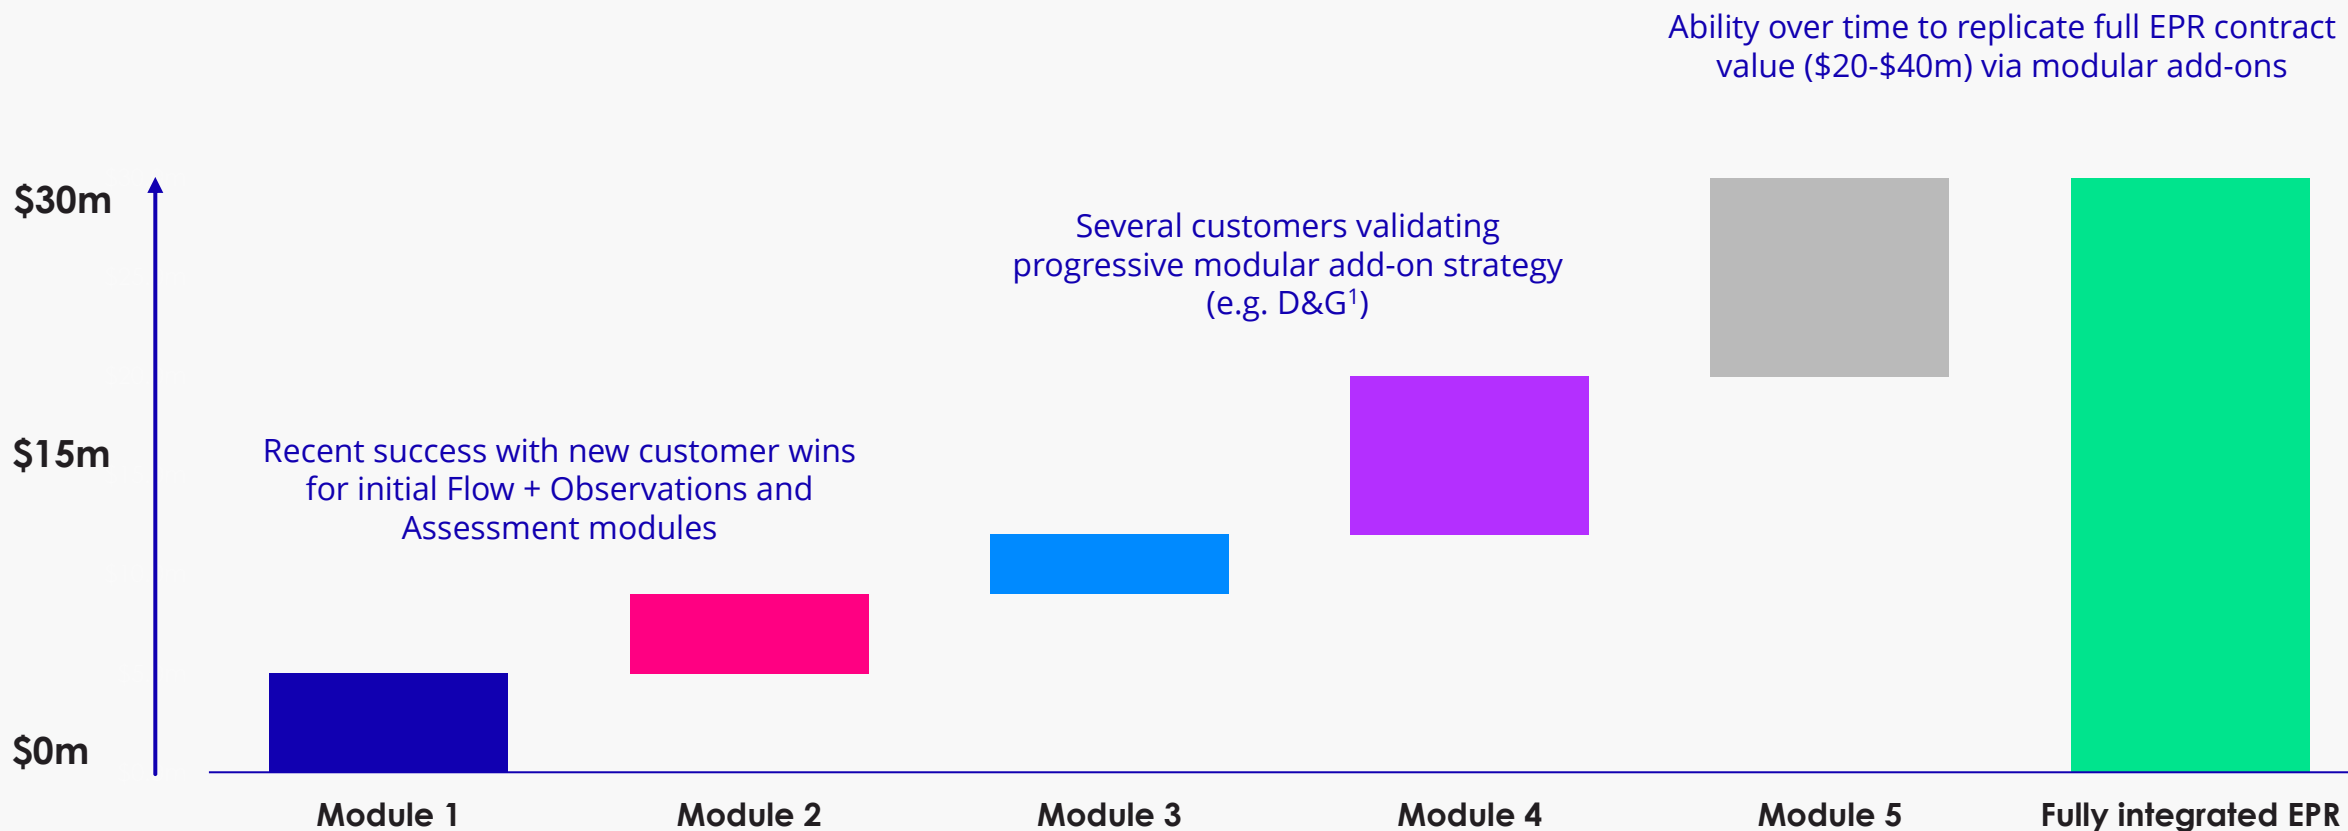 Ability over time to replicate full EPR contract
value ($20-$40m) via modular add-ons
$30m
Several customers validating
progressive modular add-on strategy
(e.g. D&G¹)
$15m
Recent success with new customer wins
for initial Flow + Observations and
Assessment modules
$0m
Module 1
Module 2
Module 3
Module 4
Module 5
Fully integrated EPR